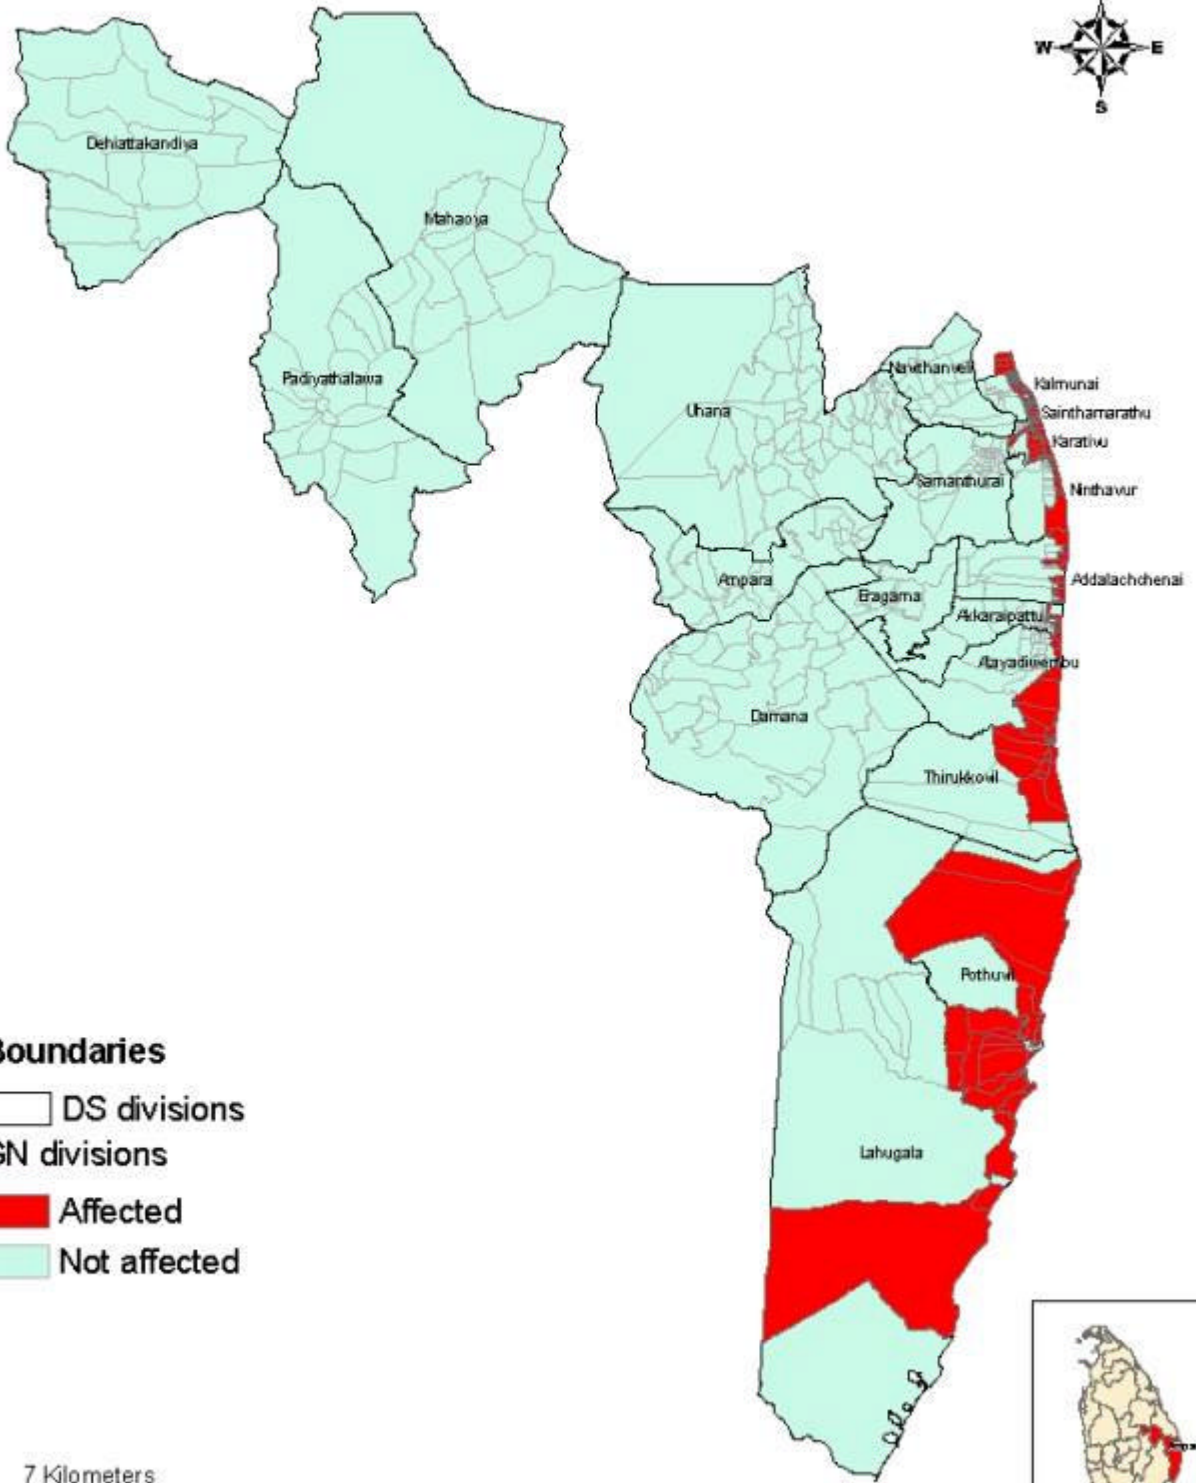 W
E
S
Dehiattakandiya
Mahaoya
Padiyathalawa
Uhana
Navithanveli
Kalmunai
Sainthamarathu
Karativu
Samanthurai
Ninthavur
Ampara
Eragama
Addalachchenai
Akkaraipattu
Alayadiwembu
Damana
Thirukkovil
Pothuvil
Lahugala
Boundaries
DS divisions
GN divisions
Affected
Not affected
7 Kilometers